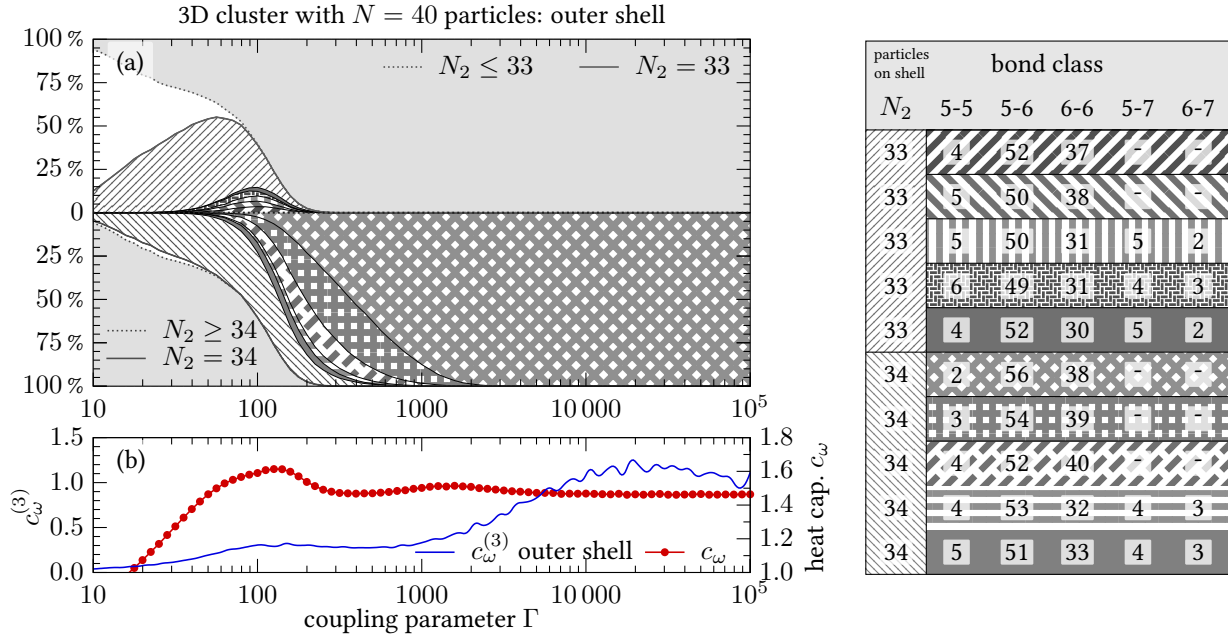 3D cluster with N = 40 particles: outer shell
100 %
75 %
50 %
25 %
0
25 %
50 %
75 %
100 %
(a)
N₂ ≤ 33
N₂ = 33
N₂ ≥ 34
N₂ = 34
10 100 1000 10 000 10⁵
1.5
1.0
0.5
0.0
c_ω^(3)
(b)
c_ω^(3) outer shell
c_ω
1.8
1.6
1.4
1.2
1.0
heat cap. c_ω
10 100 1000 10 000 10⁵
coupling parameter Γ
particles
on shell
bond class
N₂ 5-5 5-6 6-6 5-7 6-7
33 4 52 37 - -
33 5 50 38 - -
33 5 50 31 5 2
33 6 49 31 4 3
33 4 52 30 5 2
34 2 56 38 - -
34 3 54 39 - -
34 4 52 40 - -
34 4 53 32 4 3
34 5 51 33 4 3